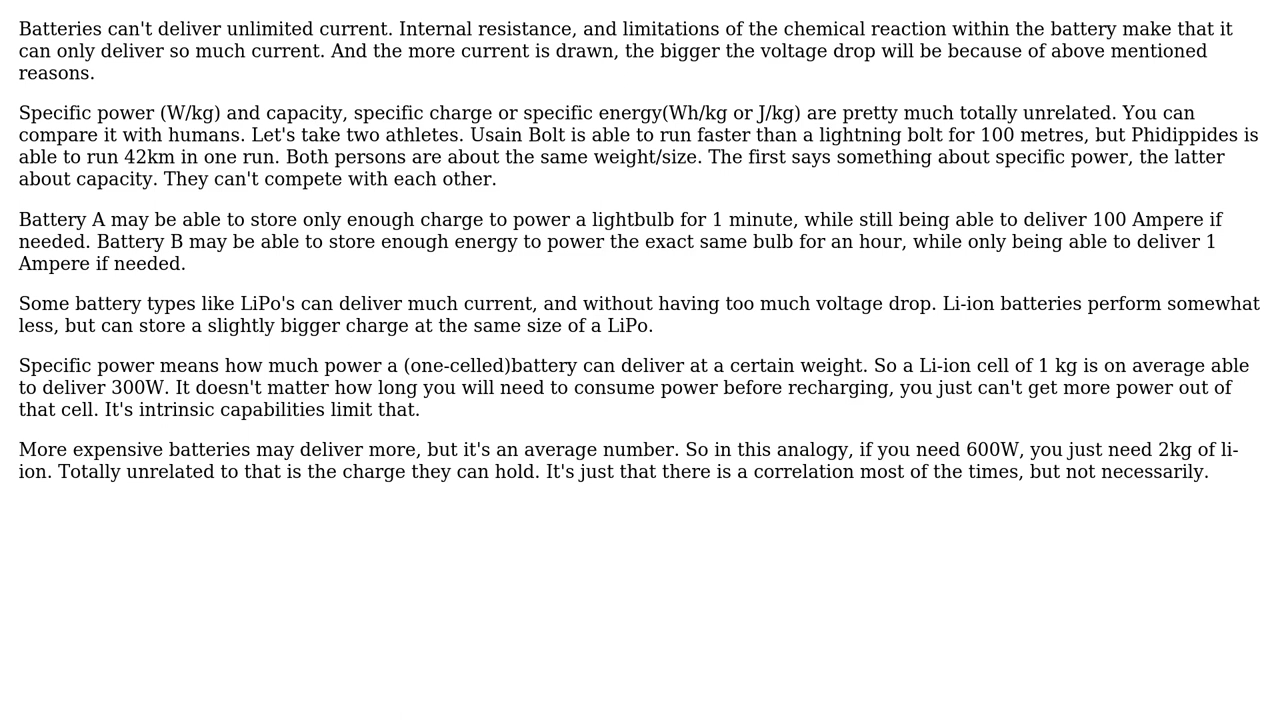 Batteries can't deliver unlimited current. Internal resistance, and limitations of the chemical reaction within the battery make that it
can only deliver so much current. And the more current is drawn, the bigger the voltage drop will be because of above mentioned
reasons.
Specific power (W/kg) and capacity, specific charge or specific energy(Wh/kg or J/kg) are pretty much totally unrelated. You can
compare it with humans. Let's take two athletes. Usain Bolt is able to run faster than a lightning bolt for 100 metres, but Phidippides is
able to run 42km in one run. Both persons are about the same weight/size. The first says something about specific power, the latter
about capacity. They can't compete with each other.
Battery A may be able to store only enough charge to power a lightbulb for 1 minute, while still being able to deliver 100 Ampere if
needed. Battery B may be able to store enough energy to power the exact same bulb for an hour, while only being able to deliver 1
Ampere if needed.
Some battery types like LiPo's can deliver much current, and without having too much voltage drop. Li-ion batteries perform somewhat
less, but can store a slightly bigger charge at the same size of a LiPo.
Specific power means how much power a (one-celled)battery can deliver at a certain weight. So a Li-ion cell of 1 kg is on average able
to deliver 300W. It doesn't matter how long you will need to consume power before recharging, you just can't get more power out of
that cell. It's intrinsic capabilities limit that.
More expensive batteries may deliver more, but it's an average number. So in this analogy, if you need 600W, you just need 2kg of li-
ion. Totally unrelated to that is the charge they can hold. It's just that there is a correlation most of the times, but not necessarily.